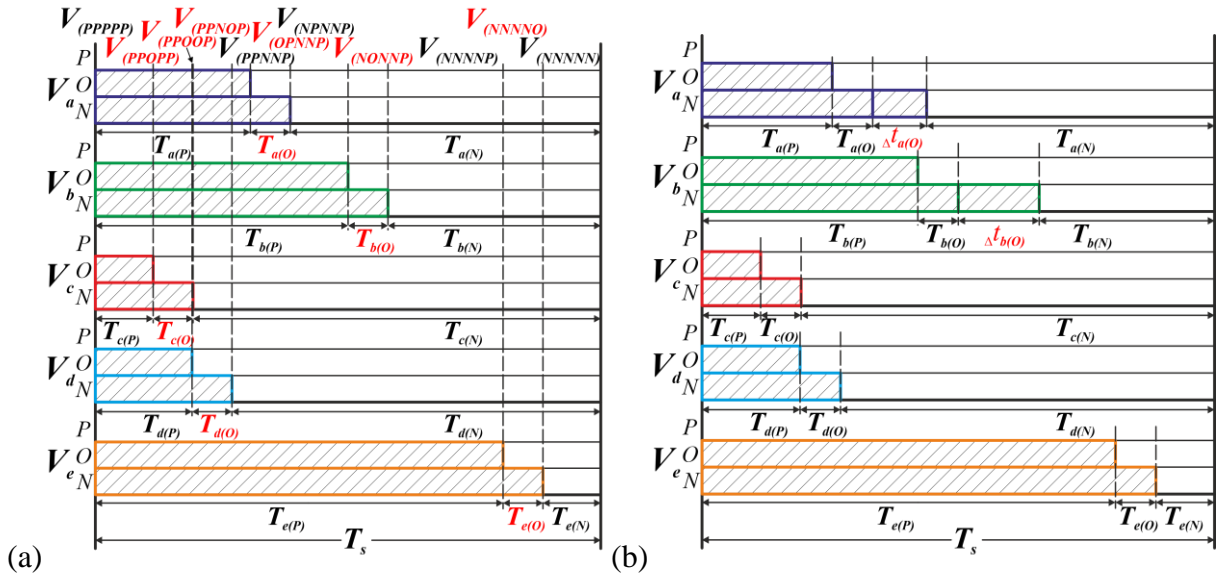 V(PPPPP) V(PPNOP) V(NPNNP) V(NNNNO)
V(PPOOP) V(OPNNP)
V(PPOPP) V(PPNNP) V(NONNP) V(NNNNP) V(NNNNN)
P
Va O
N
Ta(P) Ta(O) Ta(N)
P
Vb O
N
Tb(P) Tb(O) Tb(N)
P
Vc O
N
Tc(P) Tc(O) Tc(N)
P
Vd O
N
Td(P) Td(O) Td(N)
P
Ve O
N
Te(P) Te(O) Te(N)
(a) Ts
P
Va O
N
Ta(P) Ta(O) Δta(O) Ta(N)
P
Vb O
N
Tb(P) Tb(O) Δtb(O) Tb(N)
P
Vc O
N
Tc(P) Tc(O) Tc(N)
P
Vd O
N
Td(P) Td(O) Td(N)
P
Ve O
N
Te(P) Te(O) Te(N)
(b) Ts